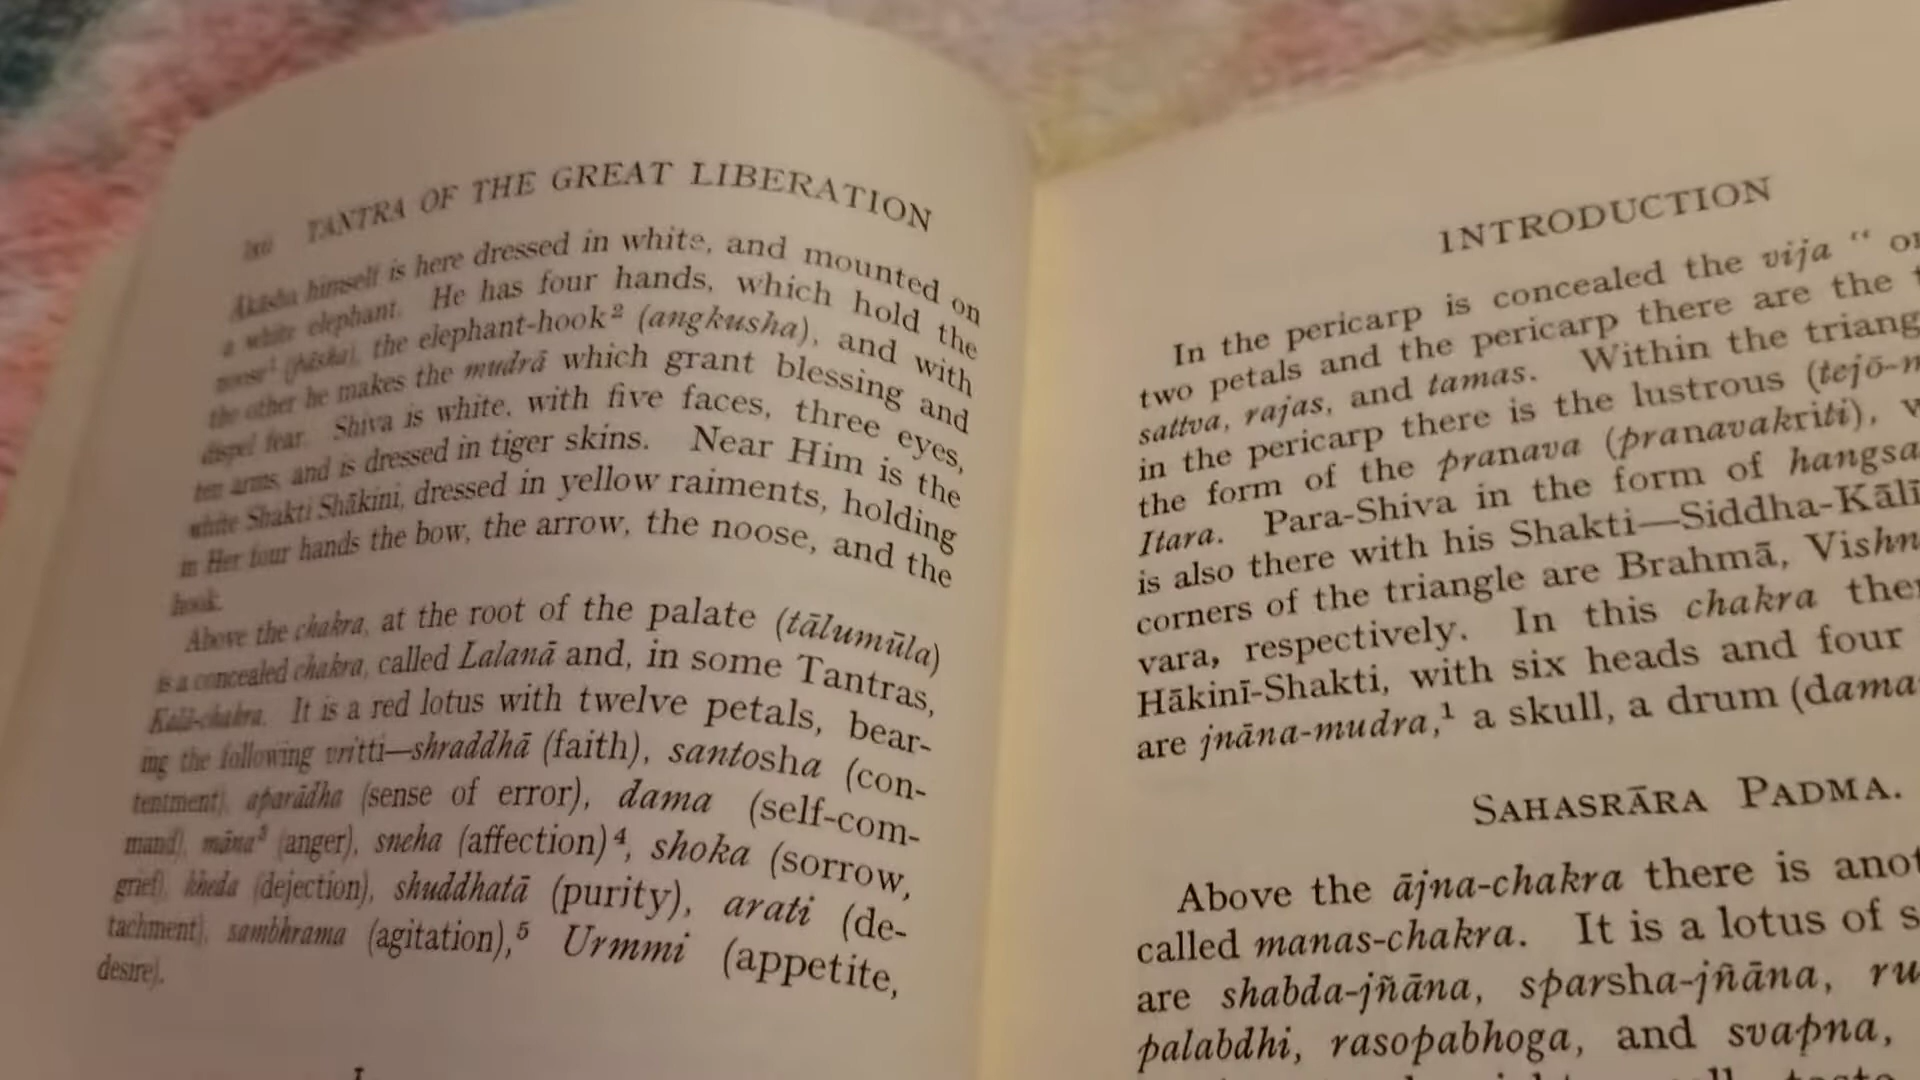 TANTRA OF THE GREAT LIBERATION
Ākāsha himself is here dressed in white, and mounted on
a white elephant. He has four hands, which hold the
noose¹ (pāsha), the elephant-hook² (angkusha), and with
the other he makes the mudrā which grant blessing and
dispel fear. Shiva is white, with five faces, three eyes,
ten arms, and is dressed in tiger skins. Near Him is the
white Shakti Shākinī, dressed in yellow raiments, holding
in Her four hands the bow, the arrow, the noose, and the
hook.
Above the chakra, at the root of the palate (tālumūla)
is a concealed chakra, called Lalanā and, in some Tantras,
Kalā-chakra. It is a red lotus with twelve petals, bear-
ing the following vritti—shraddhā (faith), santosha (con-
tentment), aparādha (sense of error), dama (self-com-
mand), māna³ (anger), sneha (affection)⁴, shoka (sorrow,
grief), kheda (dejection), shuddhatā (purity), arati (de-
tachment), sambhrama (agitation),⁵ Urmmi (appetite,
desire).
INTRODUCTION
In the pericarp is concealed the vija "
two petals and the pericarp there are the
sattva, rajas, and tamas. Within the triang
in the pericarp there is the lustrous (tejō-
the form of the pranava (pranavakriti),
Itara. Para-Shiva in the form of hangsa
is also there with his Shakti—Siddha-Kālī
corners of the triangle are Brahmā, Vishn
vara, respectively. In this chakra ther
Hākinī-Shakti, with six heads and four
are jnāna-mudra,¹ a skull, a drum (dama
SAHASRĀRA PADMA.
Above the ājna-chakra there is anot
called manas-chakra. It is a lotus of s
are shabda-jñāna, sparsha-jñāna, ru
palabdhi, rasopabhoga, and svapna,